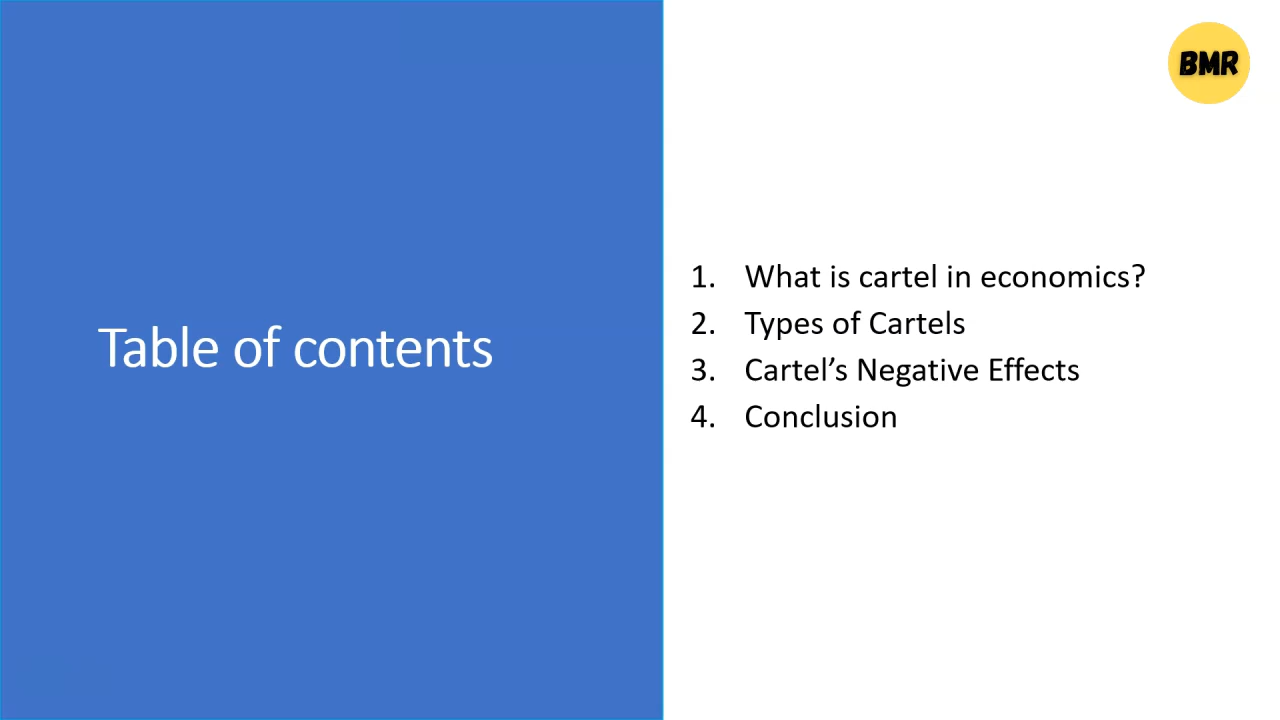 BMR
Table of contents
1. What is cartel in economics?
2. Types of Cartels
3. Cartel’s Negative Effects
4. Conclusion